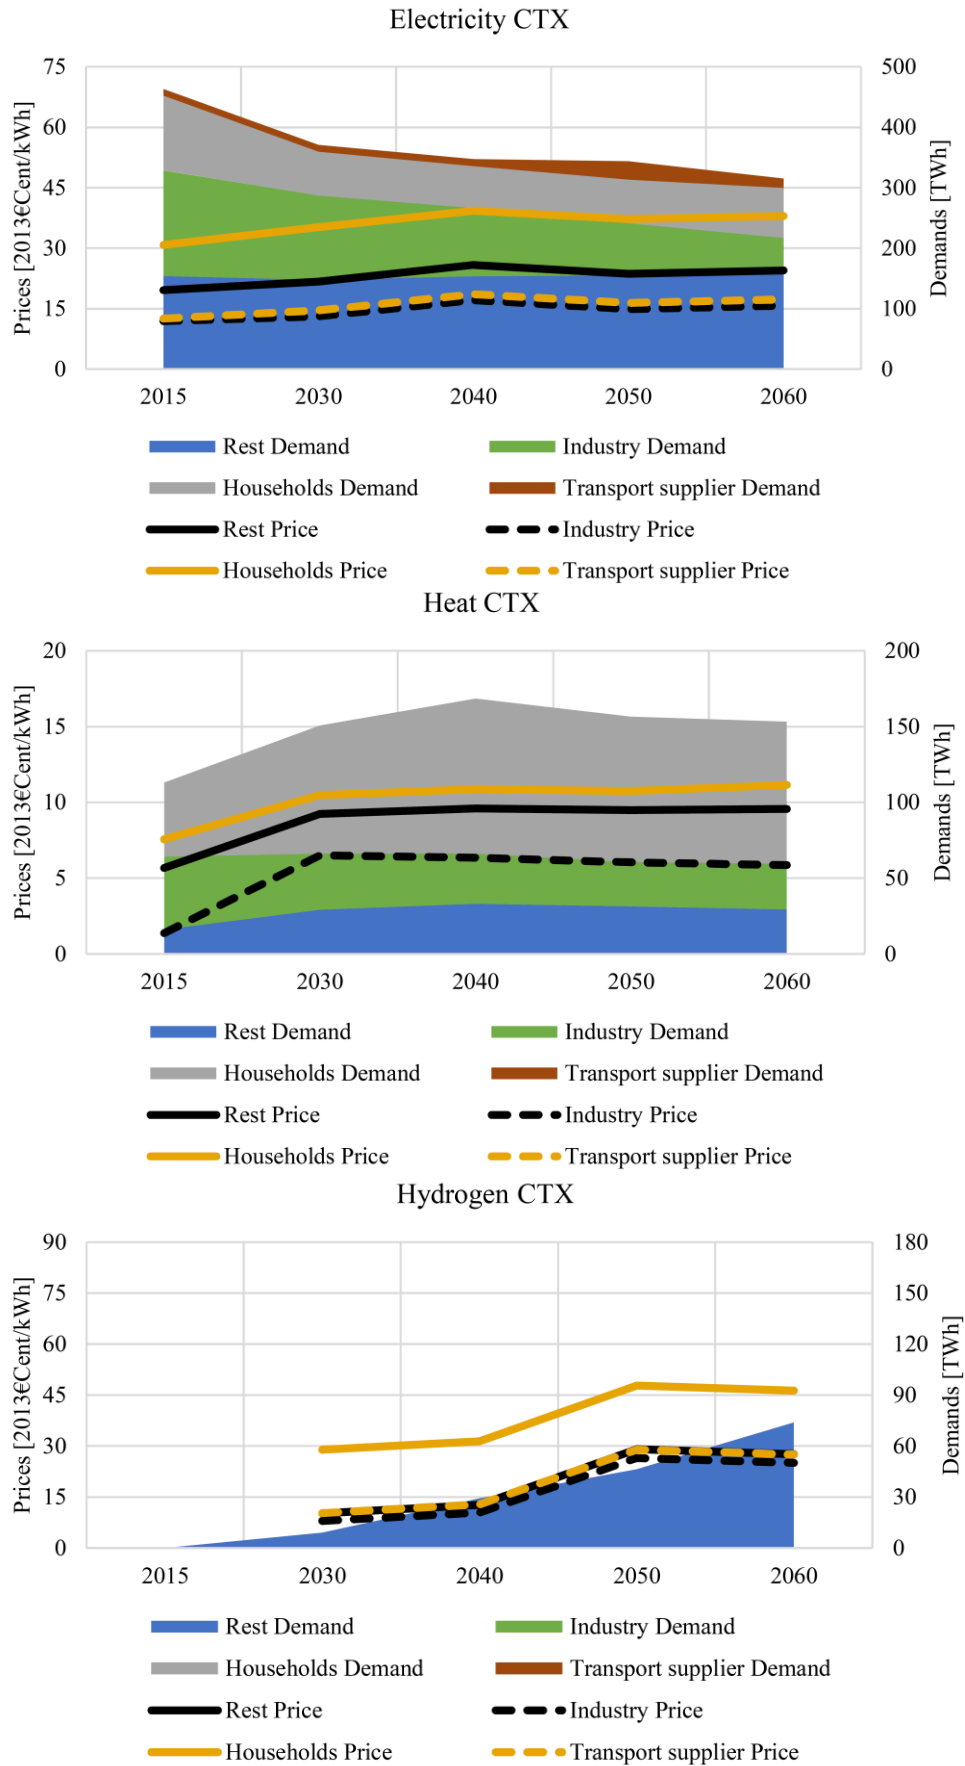 Electricity CTX
Prices [2013€Cent/kWh]
75
60
45
30
15
0
500
400
300
200
100
0
Demands [TWh]
2015 2030 2040 2050 2060
Rest Demand Industry Demand
Households Demand Transport supplier Demand
Rest Price Industry Price
Households Price Transport supplier Price
Heat CTX
Prices [2013€Cent/kWh]
20
15
10
5
0
200
150
100
50
0
Demands [TWh]
2015 2030 2040 2050 2060
Rest Demand Industry Demand
Households Demand Transport supplier Demand
Rest Price Industry Price
Households Price Transport supplier Price
Hydrogen CTX
Prices [2013€Cent/kWh]
90
75
60
45
30
15
0
180
150
120
90
60
30
0
Demands [TWh]
2015 2030 2040 2050 2060
Rest Demand Industry Demand
Households Demand Transport supplier Demand
Rest Price Industry Price
Households Price Transport supplier Price